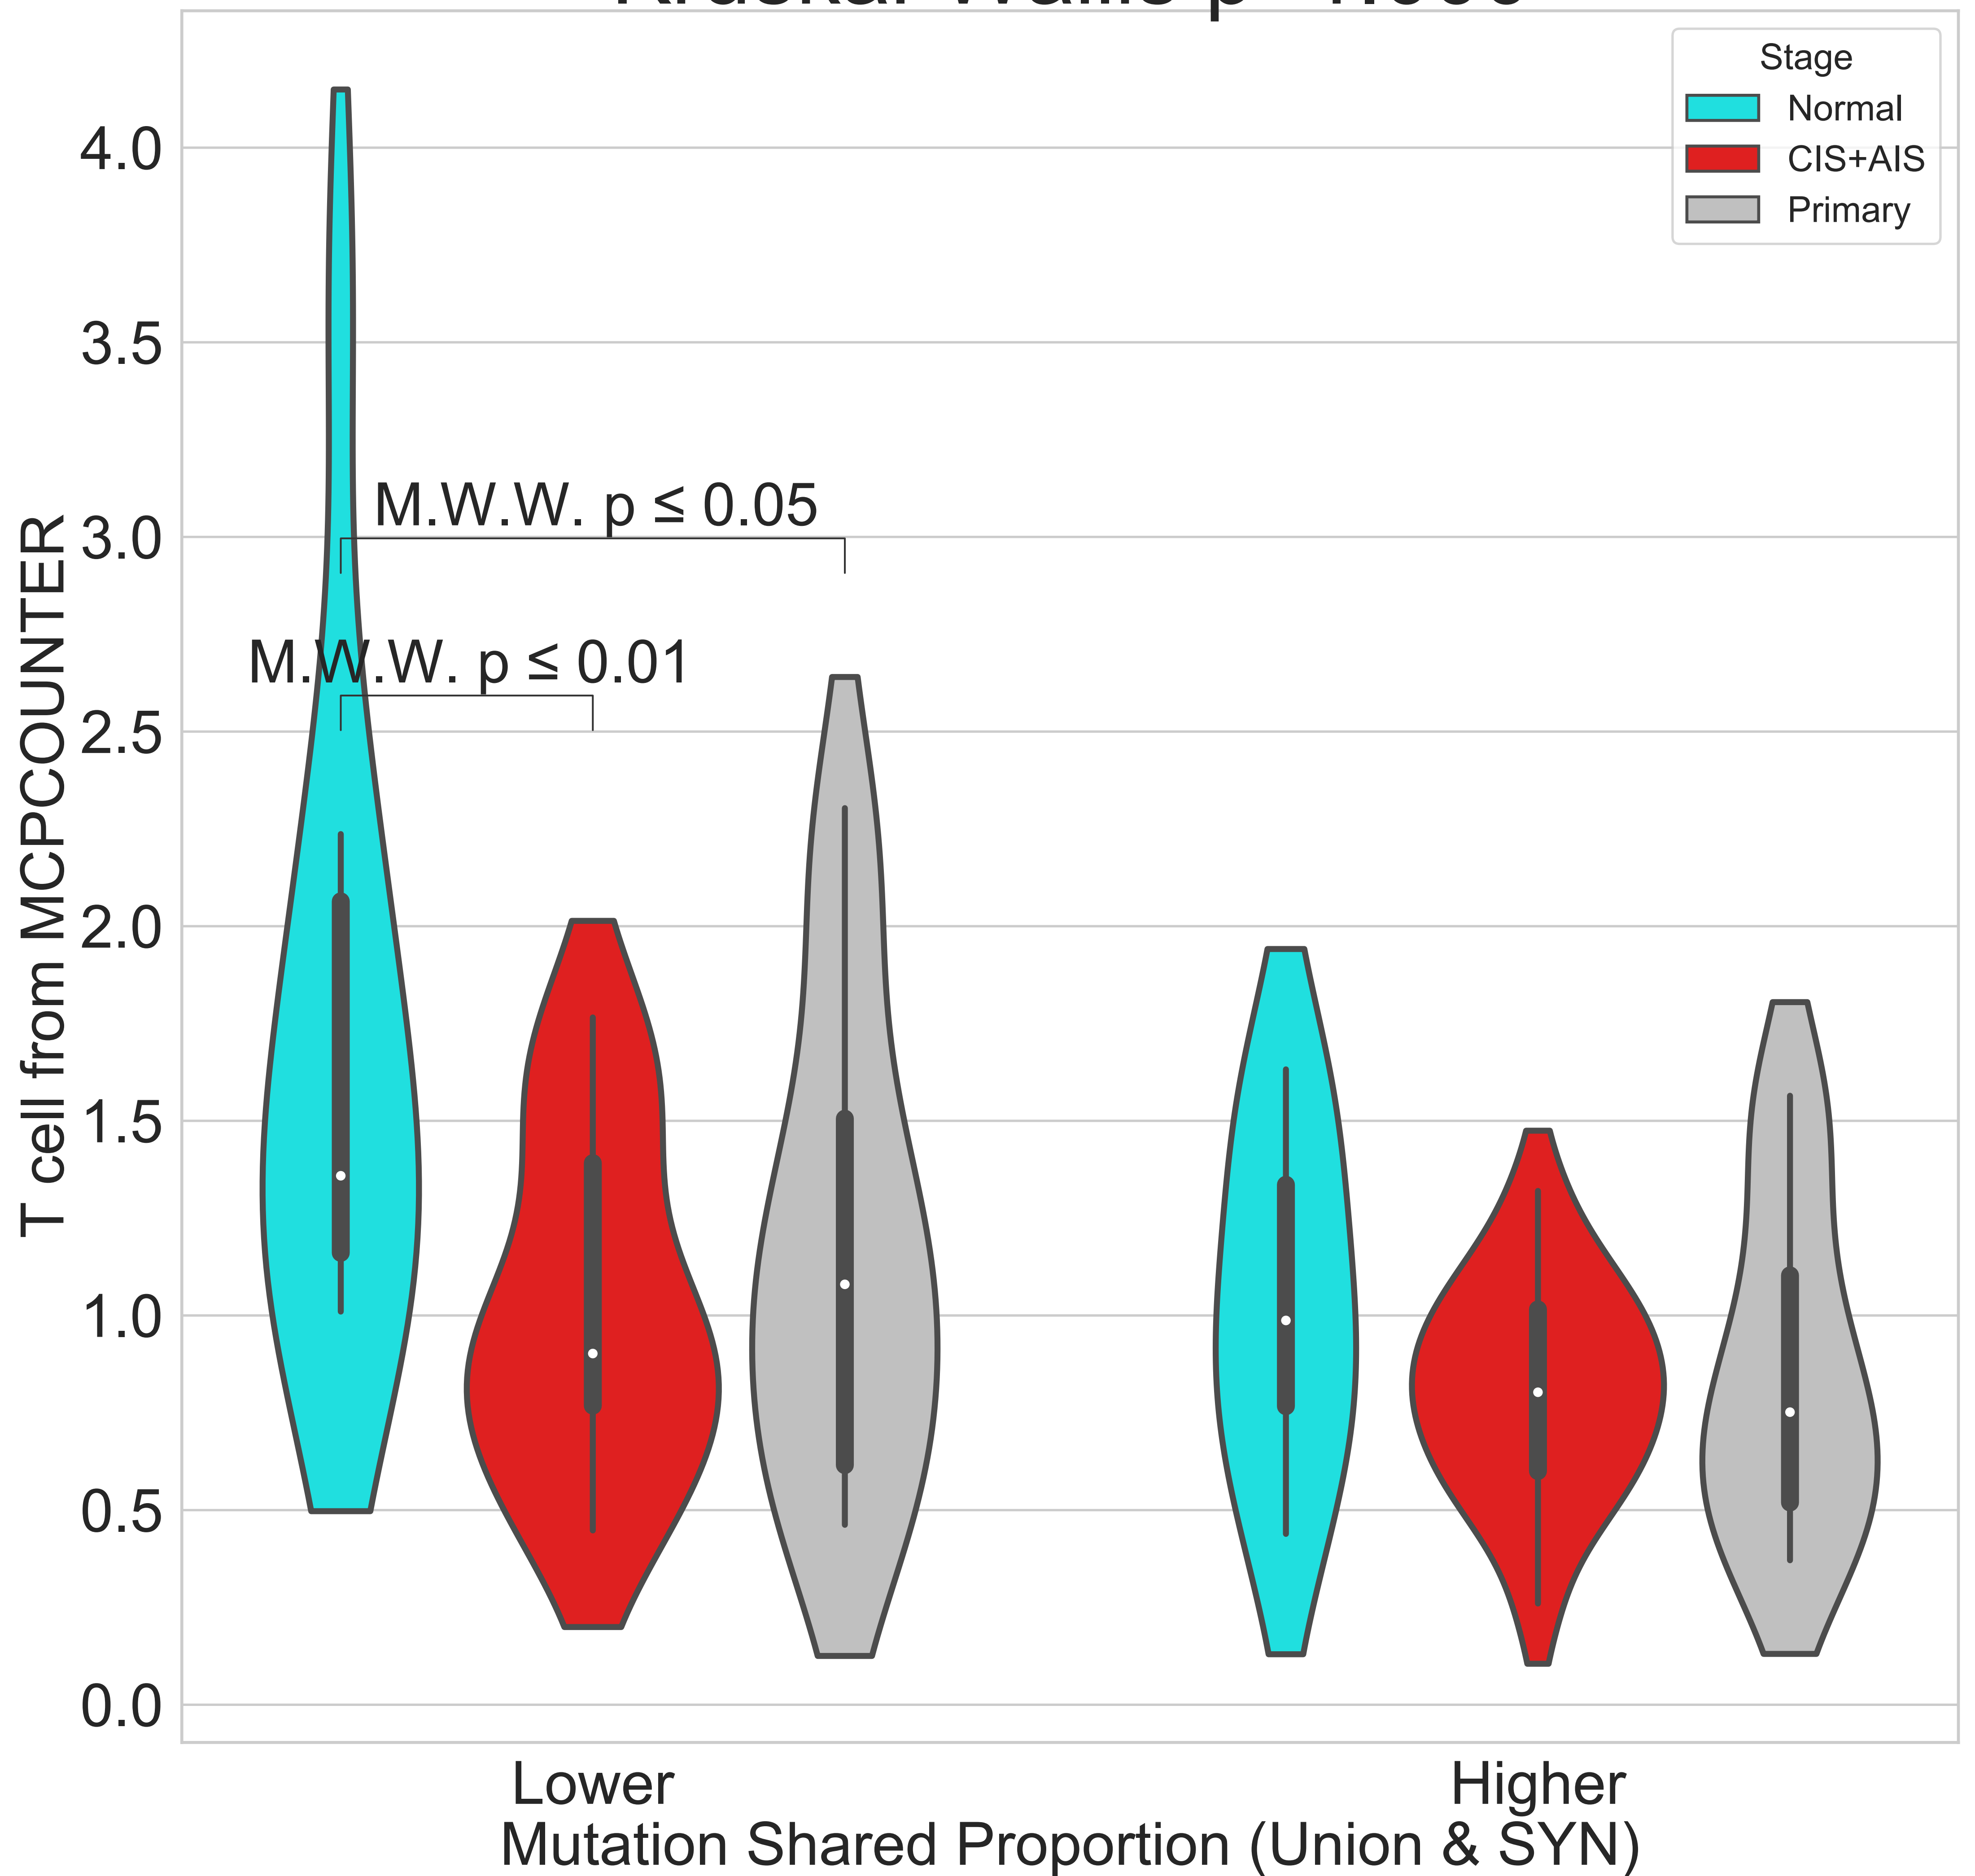 Stage
Normal
CIS+AIS
Primary
4.0
3.5
3.0
2.5
2.0
1.5
1.0
0.5
0.0
T cell from MCPCOUNTER
M.W.W. p ≤ 0.05
M.W.W. p ≤ 0.01
Lower
Higher
Mutation Shared Proportion (Union & SYN)